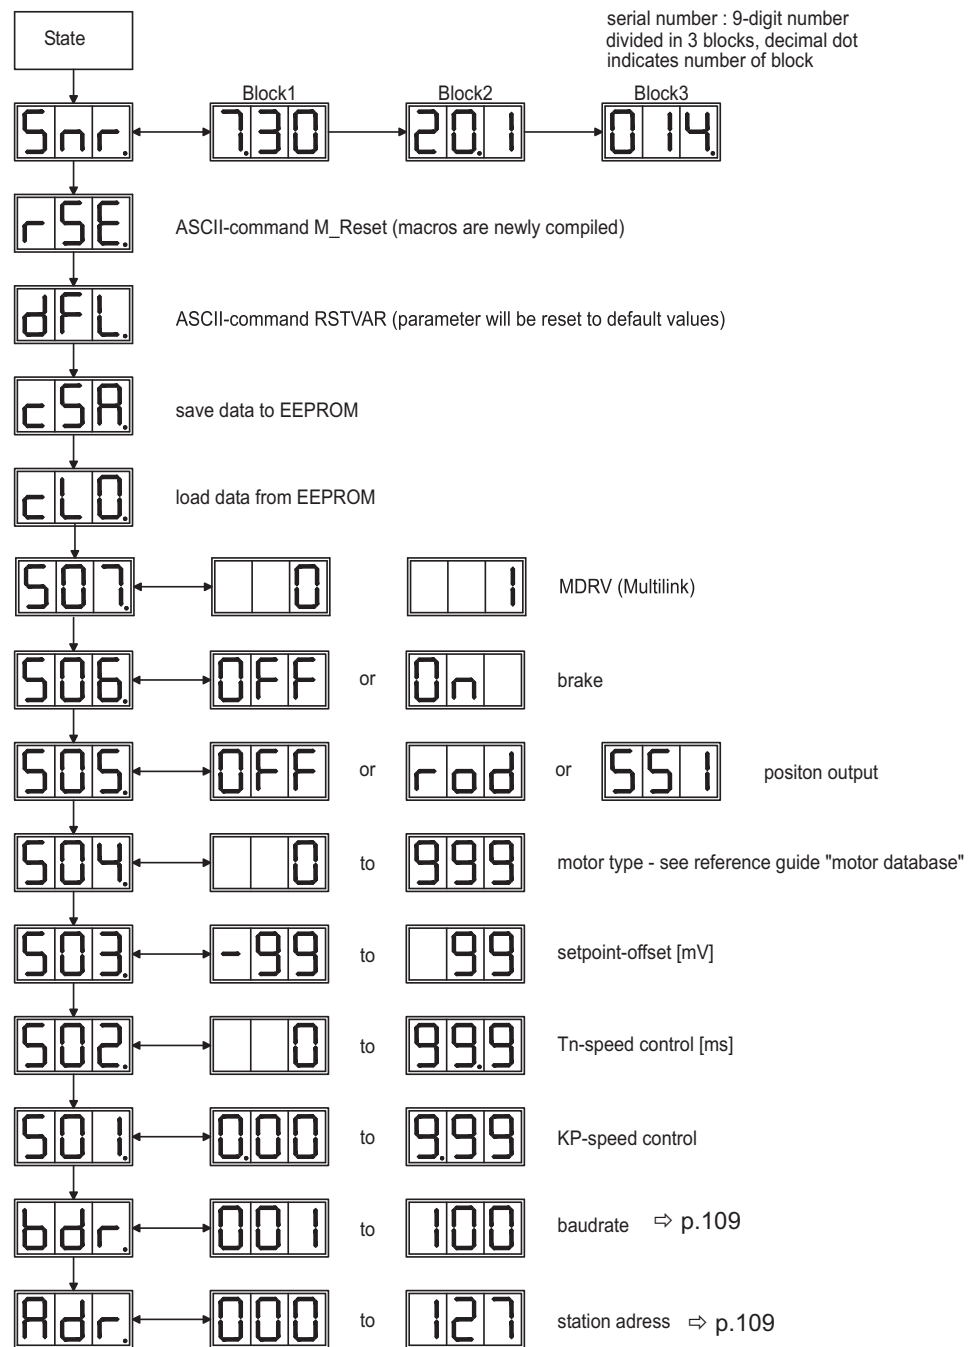 State
serial number : 9-digit number
divided in 3 blocks, decimal dot
indicates number of block
Block1 Block2 Block3
Snr. 7.30 20.1 014.
rSE. ASCII-command M_Reset (macros are newly compiled)
dFL. ASCII-command RSTVAR (parameter will be reset to default values)
cSA. save data to EEPROM
cL0. load data from EEPROM
S07. 0 1 MDRV (Multilink)
S06. OFF or On brake
S05. OFF or rod or SSI positon output
S04. 0 to 999 motor type - see reference guide "motor database"
S03. -99 to 99 setpoint-offset [mV]
S02. 0 to 99.9 Tn-speed control [ms]
S01. 0.00 to 9.99 KP-speed control
bdr. 001 to 100 baudrate ⇨ p.109
Adr. 000 to 127 station adress ⇨ p.109